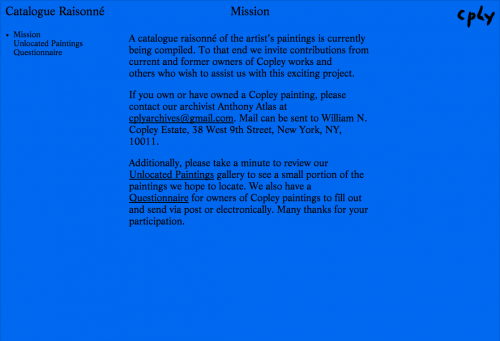 Catalogue Raisonné
Mission
cply
• Mission
Unlocated Paintings
Questionnaire
A catalogue raisonné of the artist's paintings is currently
being compiled. To that end we invite contributions from
current and former owners of Copley works and
others who wish to assist us with this exciting project.
If you own or have owned a Copley painting, please
contact our archivist Anthony Atlas at
cplyarchives@gmail.com. Mail can be sent to William N.
Copley Estate, 38 West 9th Street, New York, NY,
10011.
Additionally, please take a minute to review our
Unlocated Paintings gallery to see a small portion of the
paintings we hope to locate. We also have a
Questionnaire for owners of Copley paintings to fill out
and send via post or electronically. Many thanks for your
participation.